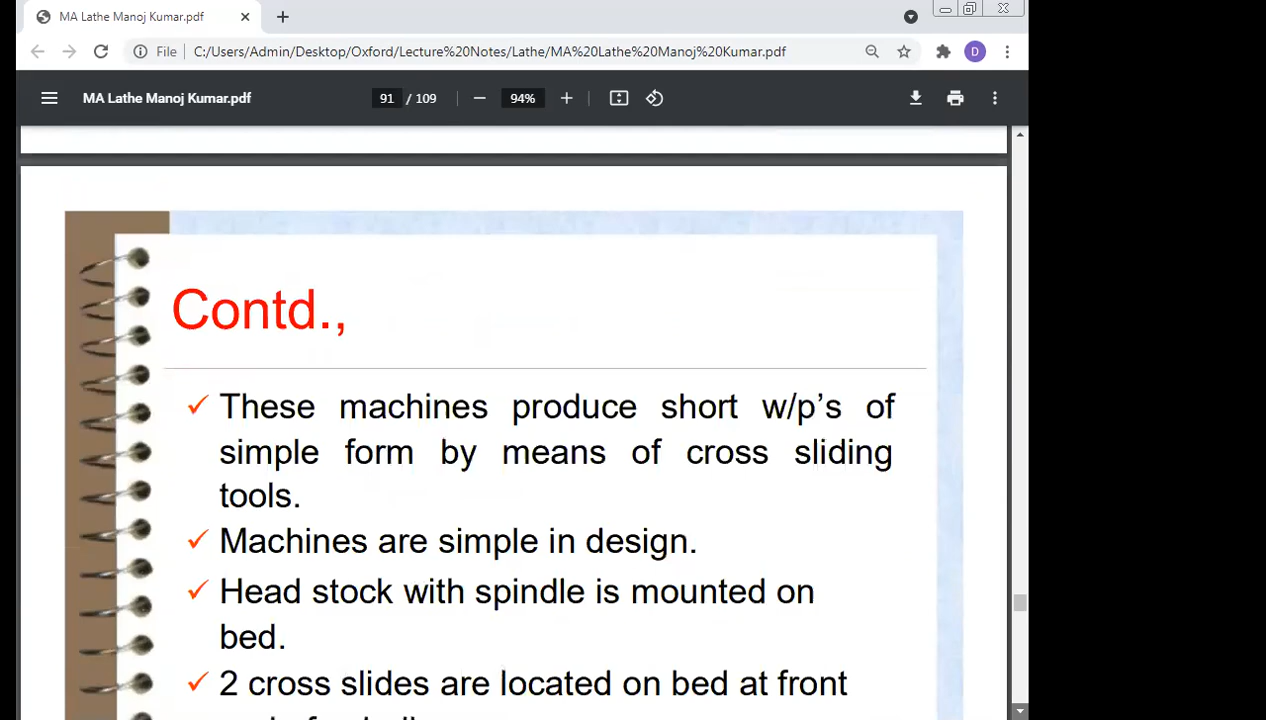 MA Lathe Manoj Kumar.pdf
File C:/Users/Admin/Desktop/Oxford/Lecture%20Notes/Lathe/MA%20Lathe%20Manoj%20Kumar.pdf
D
MA Lathe Manoj Kumar.pdf 91 / 109 94%
Contd.,
These machines produce short w/p’s of
simple form by means of cross sliding
tools.
Machines are simple in design.
Head stock with spindle is mounted on
bed.
2 cross slides are located on bed at front